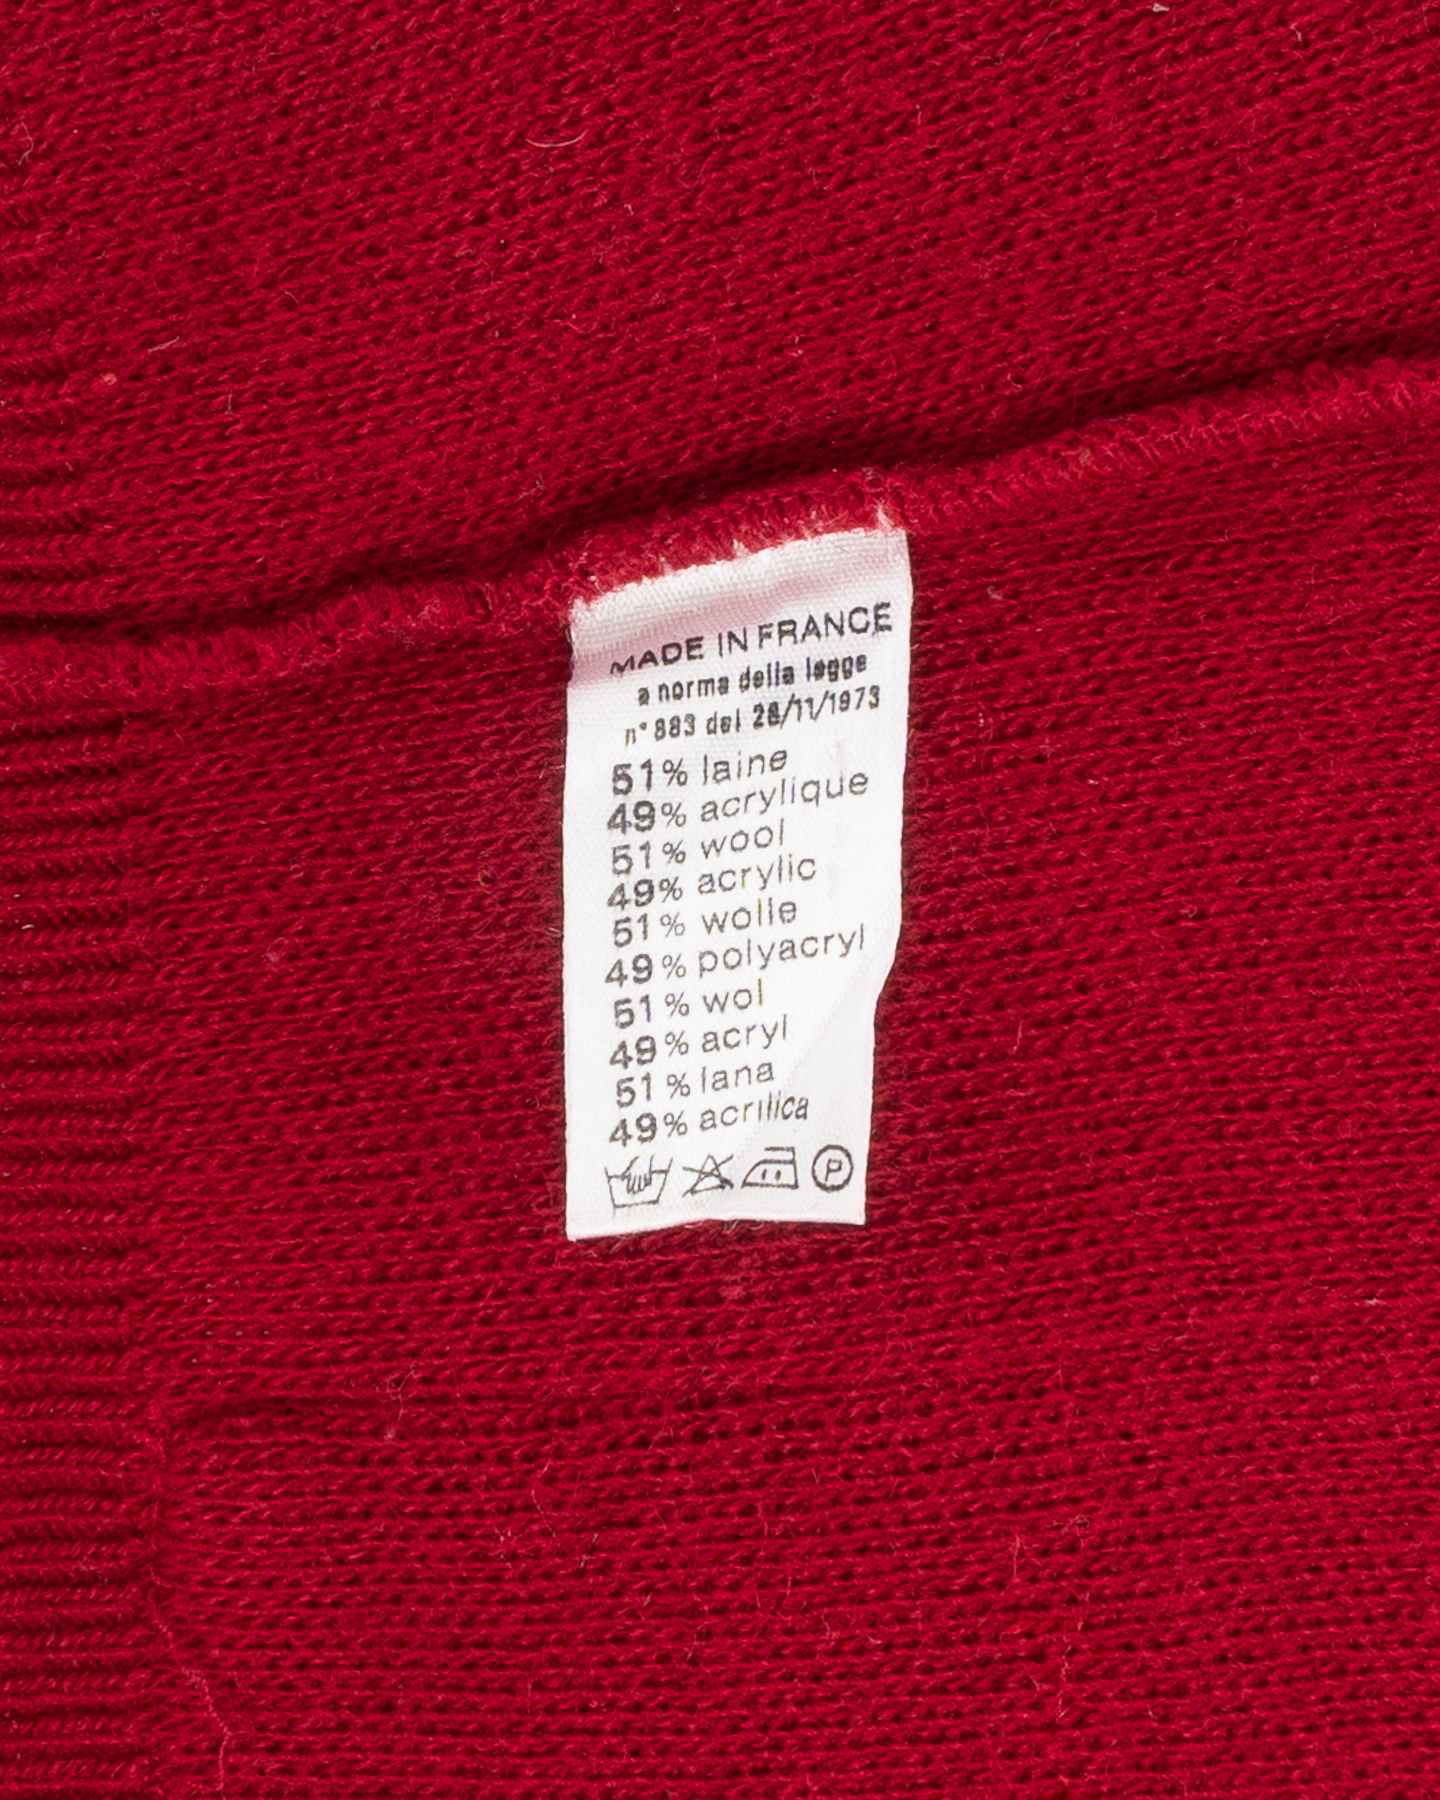 MADE IN FRANCE
a norma della legge
n° 883 del 26/11/1973
51% laine
49% acrylique
51% wool
49% acrylic
51% wolle
49% polyacryl
51% wol
49% acryl
51% lana
49% acrilica
P